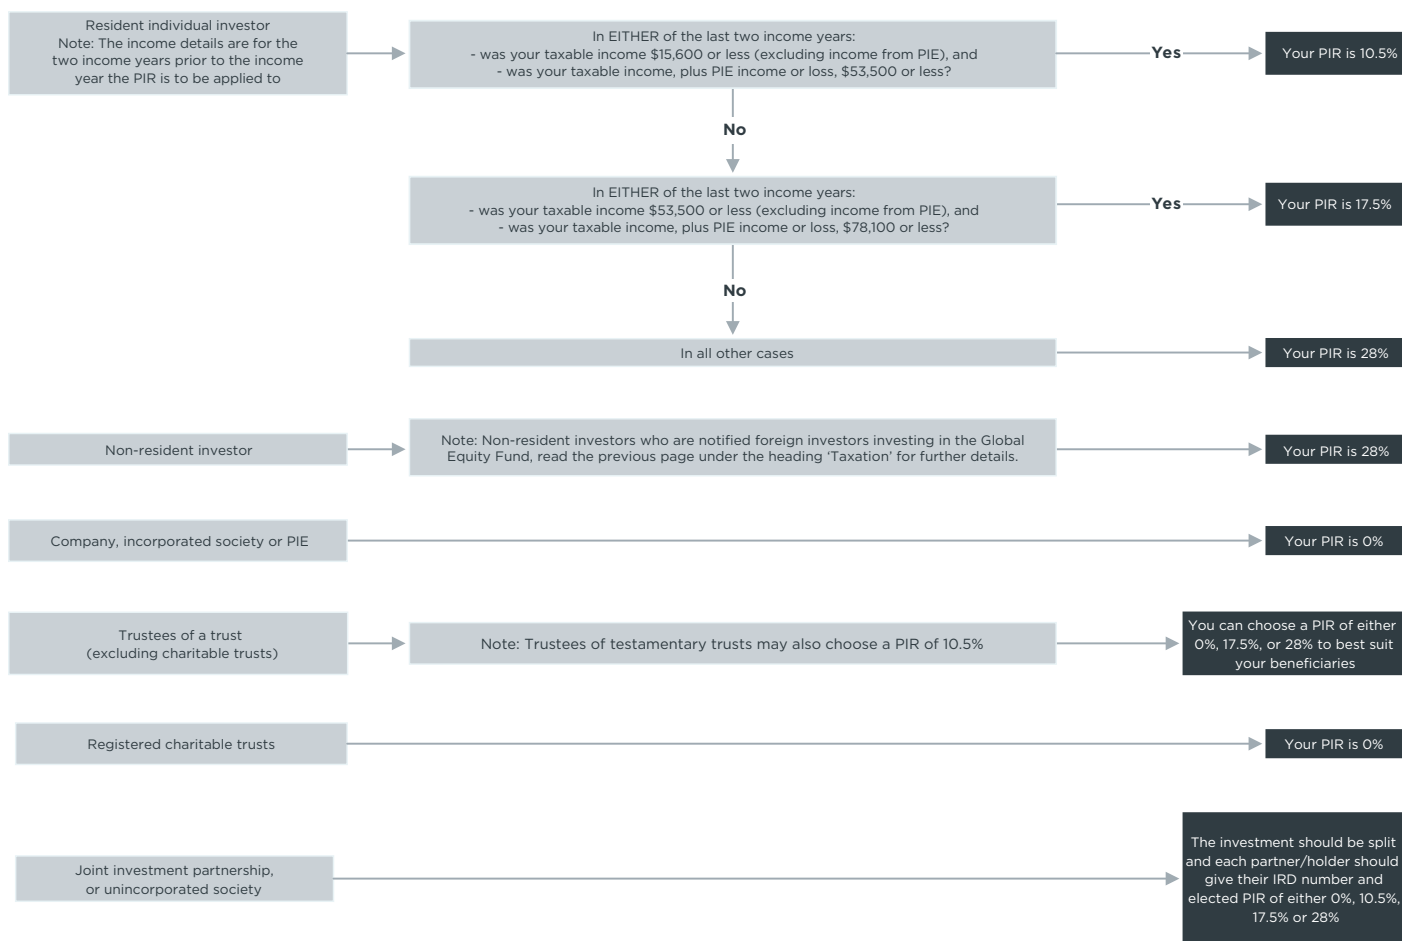 Resident individual investor
Note: The income details are for the
two income years prior to the income
year the PIR is to be applied to
In EITHER of the last two income years:
- was your taxable income $15,600 or less (excluding income from PIE), and
- was your taxable income, plus PIE income or loss, $53,500 or less?
Yes
Your PIR is 10.5%
No
In EITHER of the last two income years:
- was your taxable income $53,500 or less (excluding income from PIE), and
- was your taxable income, plus PIE income or loss, $78,100 or less?
Yes
Your PIR is 17.5%
No
In all other cases
Your PIR is 28%
Non-resident investor
Note: Non-resident investors who are notified foreign investors investing in the Global
Equity Fund, read the previous page under the heading ‘Taxation’ for further details.
Your PIR is 28%
Company, incorporated society or PIE
Your PIR is 0%
Trustees of a trust
(excluding charitable trusts)
Note: Trustees of testamentary trusts may also choose a PIR of 10.5%
You can choose a PIR of either
0%, 17.5%, or 28% to best suit
your beneficiaries
Registered charitable trusts
Your PIR is 0%
Joint investment partnership,
or unincorporated society
The investment should be split
and each partner/holder should
give their IRD number and
elected PIR of either 0%, 10.5%,
17.5% or 28%